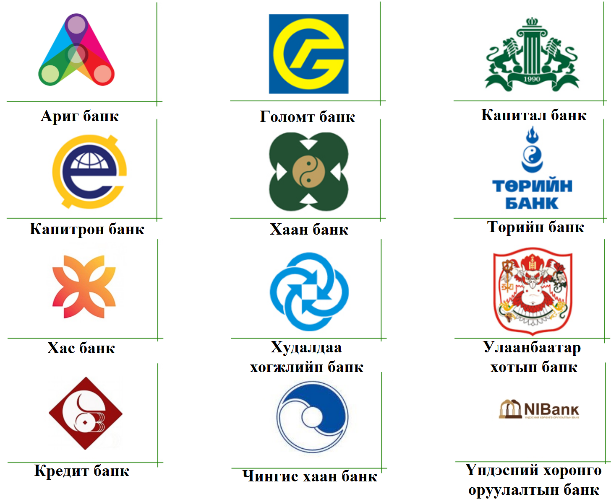 1990
Ариг банк
Голомт банк
Капитал банк
ТӨРИЙН
БАНК
Капитрон банк
Хаан банк
Төрийн банк
Хас банк
Худалдаа
хөгжлийн банк
Улаанбаатар
хотын банк
NIBank
Кредит банк
Чингис хаан банк
Үндэсний хөрөнгө
оруулалтын банк